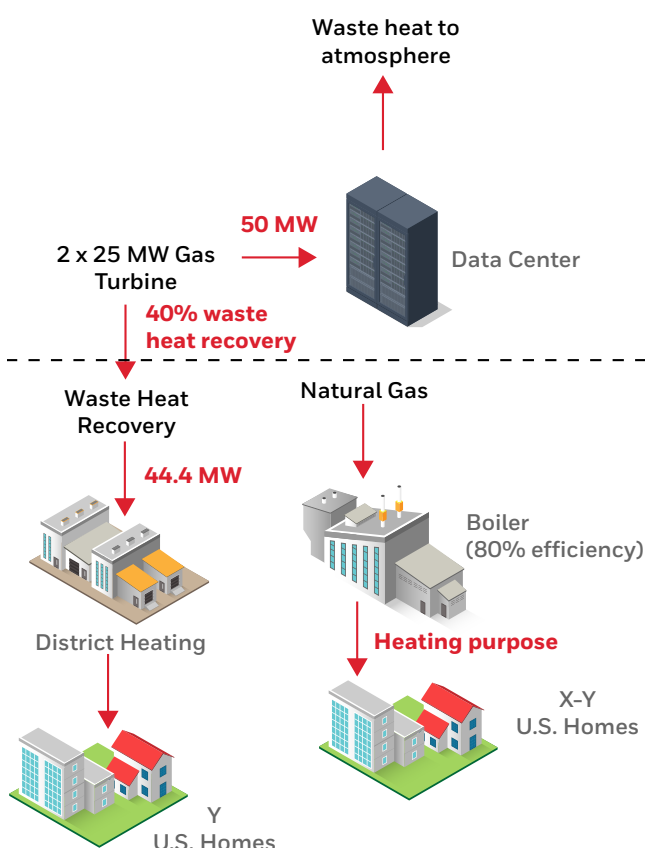 Waste heat to
atmosphere
50 MW
2 x 25 MW Gas
Turbine
Data Center
40% waste
heat recovery
Waste Heat
Recovery
Natural Gas
44.4 MW
Boiler
(80% efficiency)
District Heating
Heating purpose
X-Y
U.S. Homes
Y
U.S. Homes